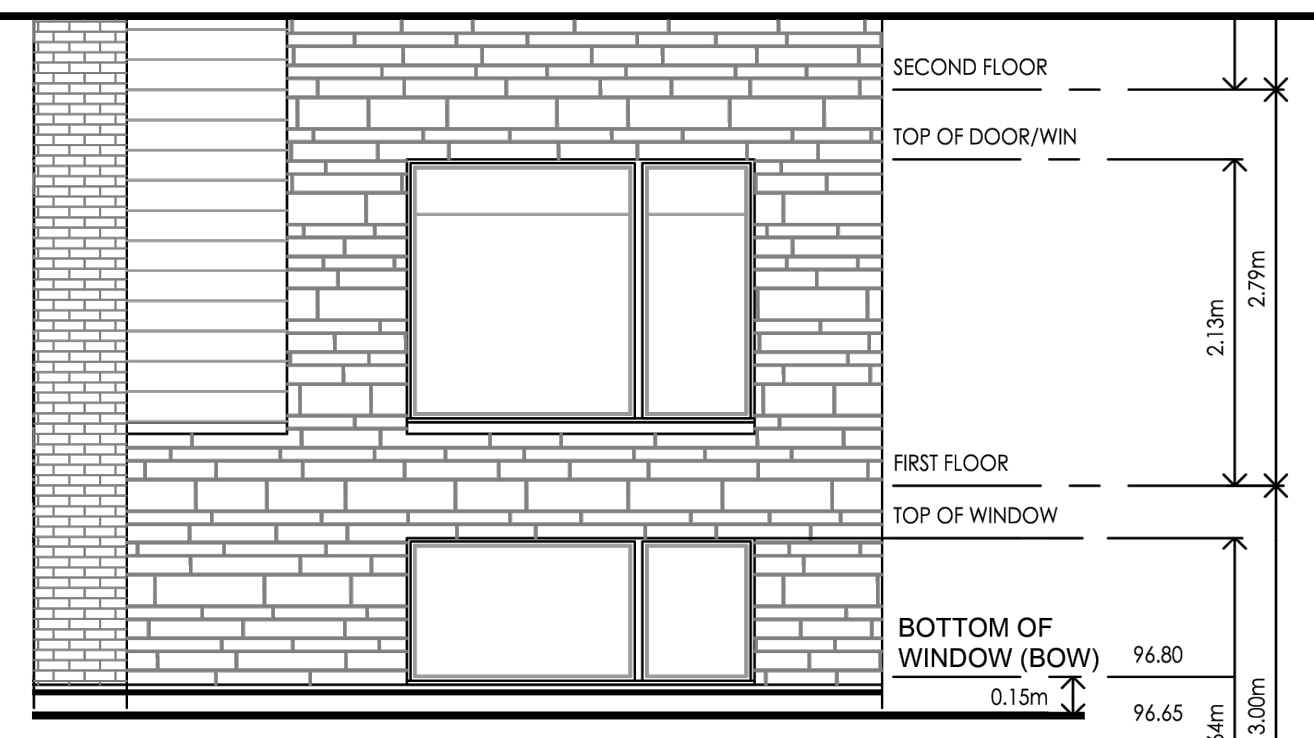 SECOND FLOOR
TOP OF DOOR/WIN
2.79m
2.13m
FIRST FLOOR
TOP OF WINDOW
BOTTOM OF
WINDOW (BOW)
96.80
0.15m
96.65
3.00m